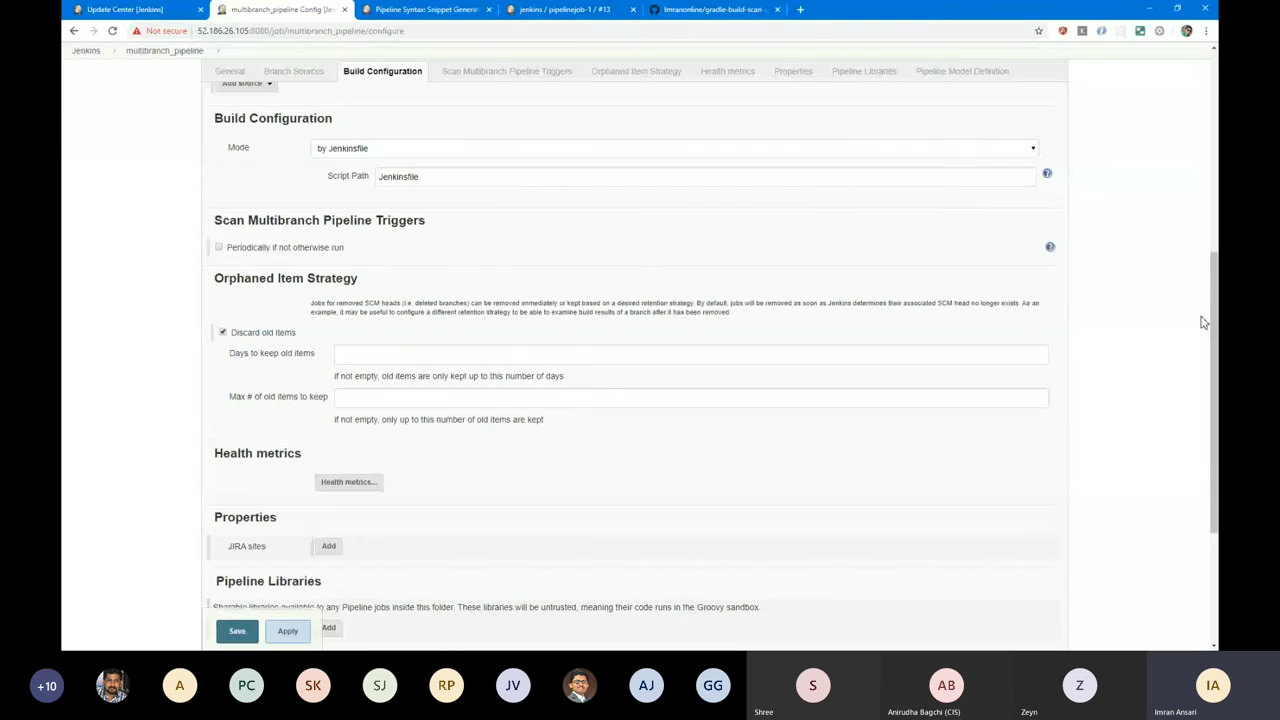 Update Center [Jenkins]
multibranch_pipeline Config [Jen
Pipeline Syntax: Snippet Generat
jenkins / pipelinejob-1 / #13
Imranonline/gradle-build-scan
Not secure
52.186.26.105:8080/job/multibranch_pipeline/configure
Jenkins
multibranch_pipeline
General
Branch Sources
Build Configuration
Scan Multibranch Pipeline Triggers
Orphaned Item Strategy
Health metrics
Properties
Pipeline Libraries
Pipeline Model Definition
Add source
Build Configuration
Mode
by Jenkinsfile
Script Path
Jenkinsfile
Scan Multibranch Pipeline Triggers
Periodically if not otherwise run
Orphaned Item Strategy
Jobs for removed SCM heads (i.e. deleted branches) can be removed immediately or kept based on a desired retention strategy. By default, jobs will be removed as soon as Jenkins determines their associated SCM head no longer exists. As an
example, it may be useful to configure a different retention strategy to be able to examine build results of a branch after it has been removed.
Discard old items
Days to keep old items
if not empty, old items are only kept up to this number of days
Max # of old items to keep
if not empty, only up to this number of old items are kept
Health metrics
Health metrics...
Properties
JIRA sites
Add
Pipeline Libraries
Sharable libraries available to any Pipeline jobs inside this folder. These libraries will be untrusted, meaning their code runs in the Groovy sandbox.
Save
Apply
Add
+10
A
PC
SK
SJ
RP
JV
AJ
GG
S
AB
Z
IA
Shree
Anirudha Bagchi (CIS)
Zeyn
Imran Ansari